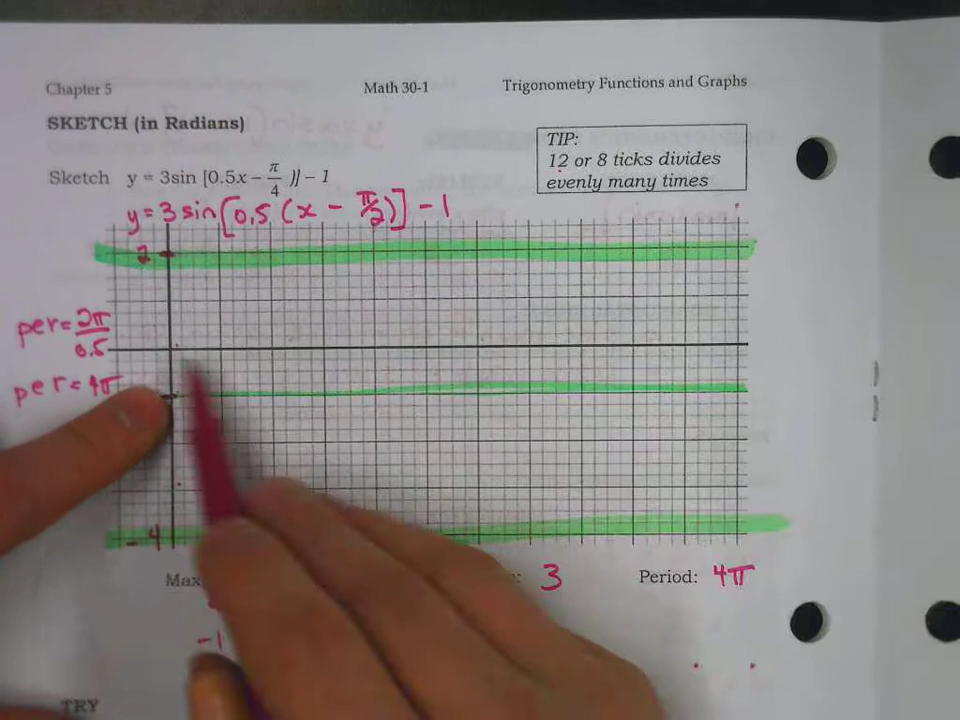 Chapter 5 Math 30-1 Trigonometry Functions and Graphs
SKETCH (in Radians)
TIP:
12 or 8 ticks divides
evenly many times
Sketch y = 3sin [0.5x − π/4 )] − 1
y = 3 sin [0.5 (x − π/2)] − 1
2
per = 2π/0.5
per = 4π
-4
Max : 3 Period: 4π
-1
TRY